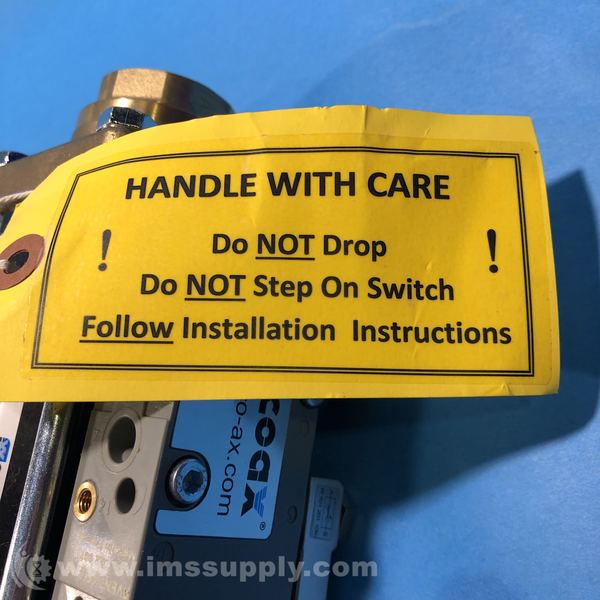 HANDLE WITH CARE
! Do NOT Drop !
Do NOT Step On Switch
Follow Installation Instructions
coax®
o-ax.com
www.imssupply.com